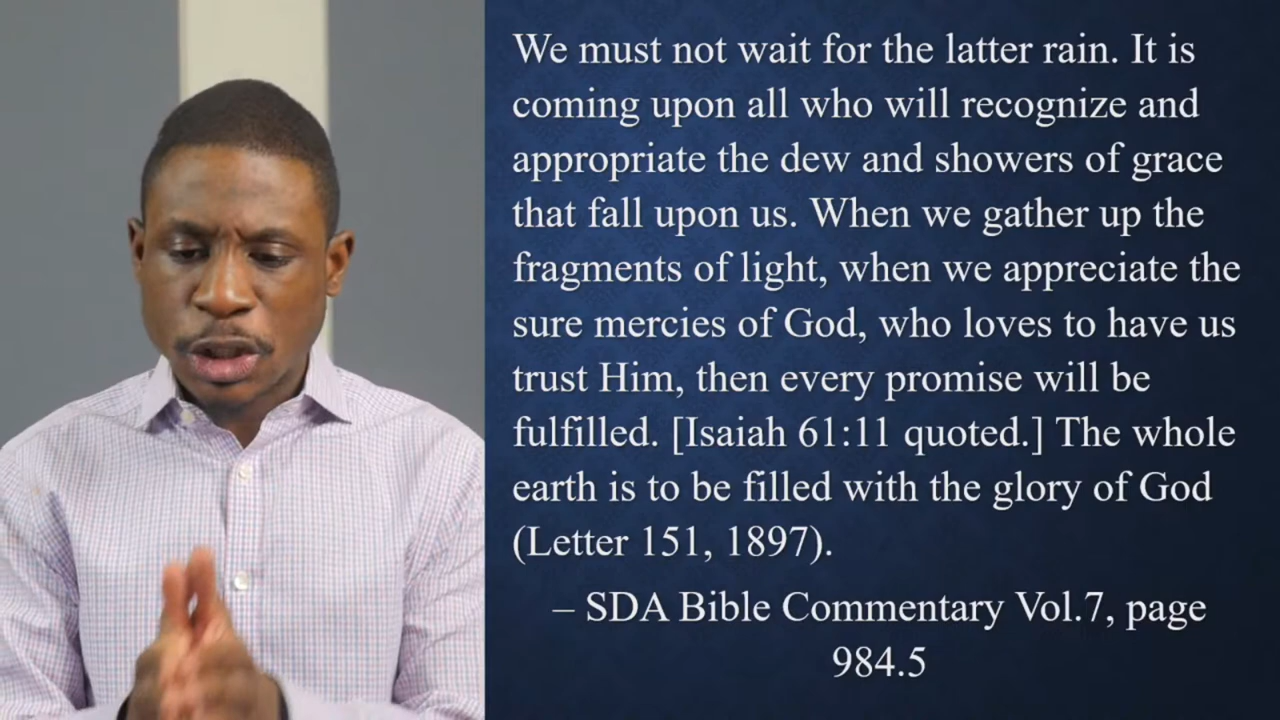 We must not wait for the latter rain. It is
coming upon all who will recognize and
appropriate the dew and showers of grace
that fall upon us. When we gather up the
fragments of light, when we appreciate the
sure mercies of God, who loves to have us
trust Him, then every promise will be
fulfilled. [Isaiah 61:11 quoted.] The whole
earth is to be filled with the glory of God
(Letter 151, 1897).
– SDA Bible Commentary Vol.7, page
984.5